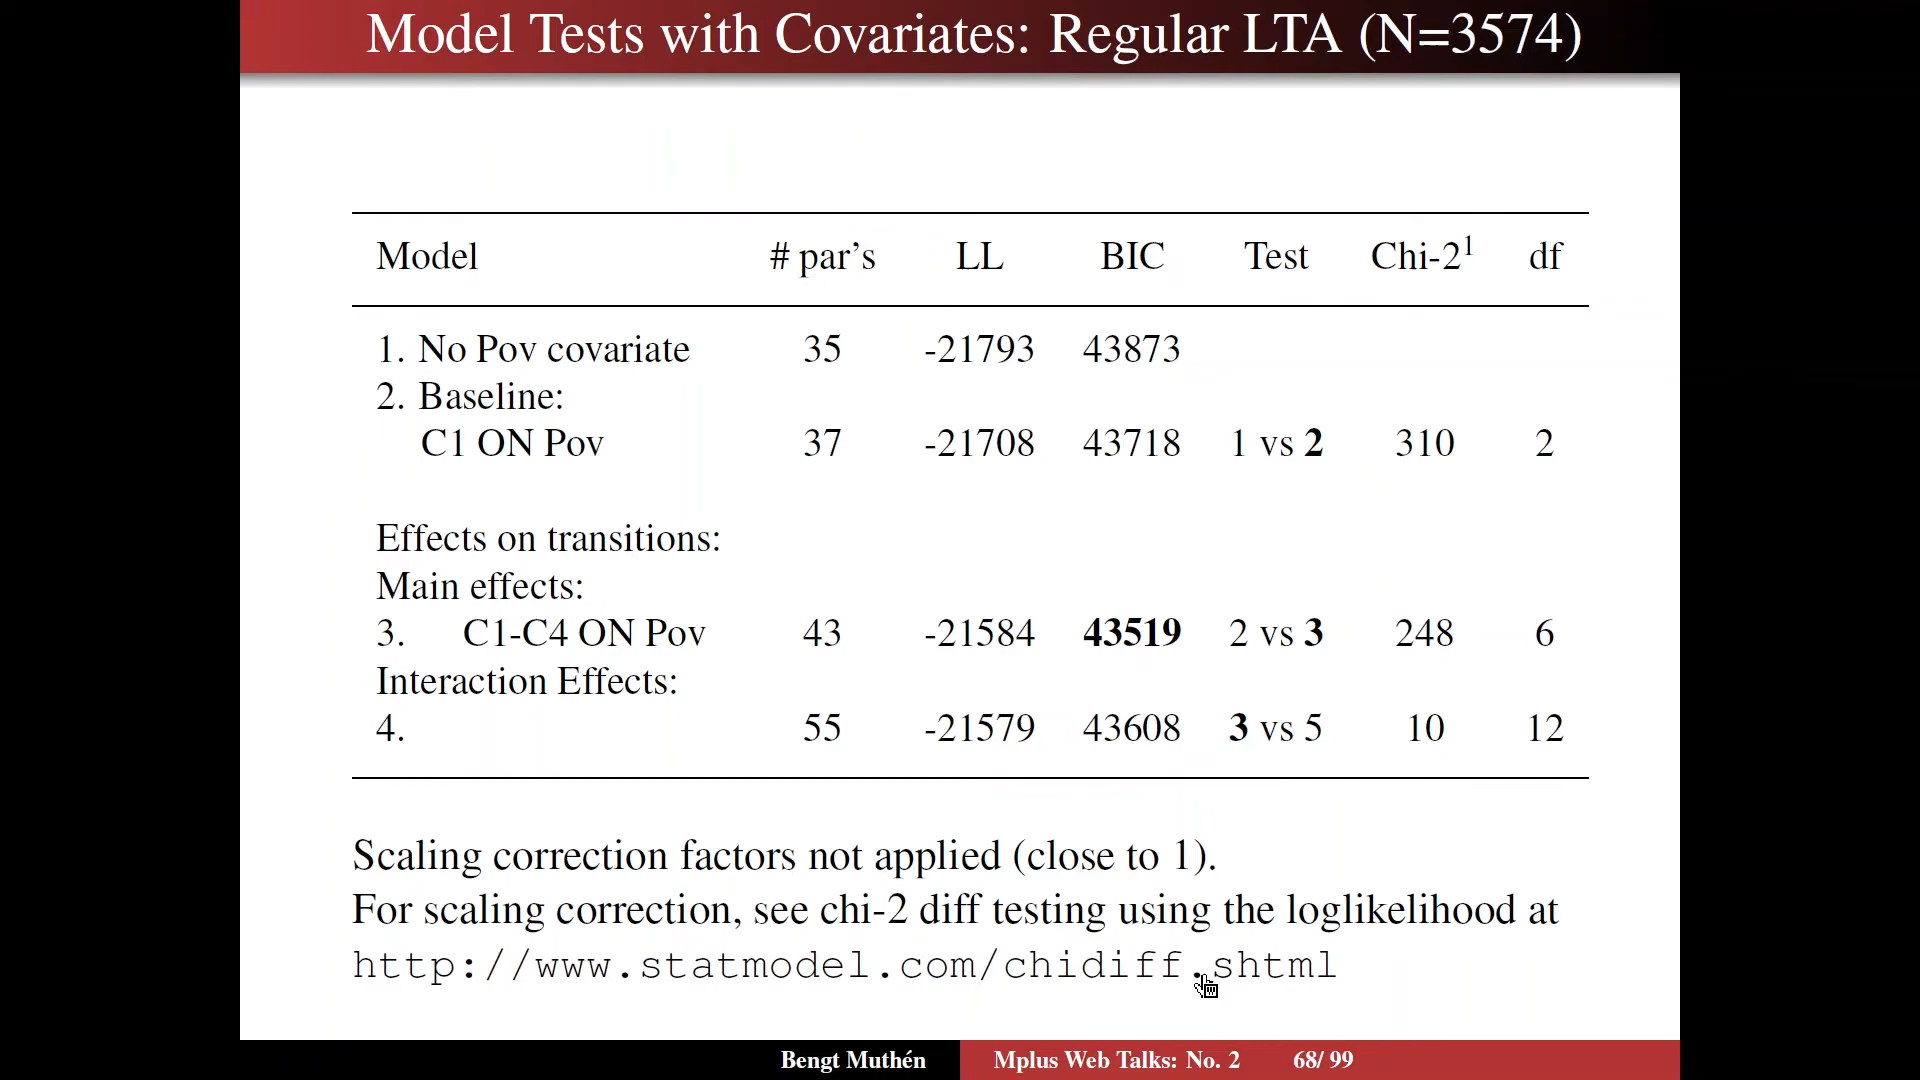 Model Tests with Covariates: Regular LTA (N=3574)
Model # par's LL BIC Test Chi-2¹ df
1. No Pov covariate 35 -21793 43873
2. Baseline:
C1 ON Pov 37 -21708 43718 1 vs 2 310 2
Effects on transitions:
Main effects:
3. C1-C4 ON Pov 43 -21584 43519 2 vs 3 248 6
Interaction Effects:
4. 55 -21579 43608 3 vs 5 10 12
Scaling correction factors not applied (close to 1).
For scaling correction, see chi-2 diff testing using the loglikelihood at
http://www.statmodel.com/chidiff.shtml
Bengt Muthén Mplus Web Talks: No. 2 68/ 99